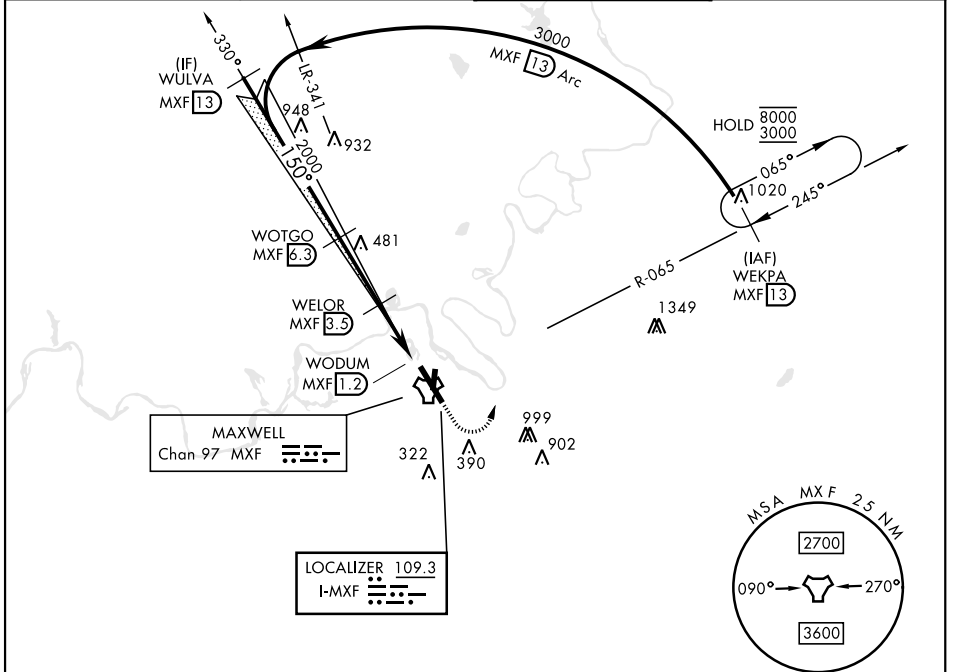 330°
(IF)
WULVA
MXF 13
LR-341
3000
MXF 13 Arc
948
932
2000
150°
HOLD 8000
3000
065°
245°
1020
(IAF)
WEKPA
MXF 13
R-065
1349
WOTGO
MXF 6.3
481
WELOR
MXF 3.5
WODUM
MXF 1.2
MAXWELL
Chan 97 MXF
322
390
999
902
LOCALIZER 109.3
I-MXF
MSA MXF 25 NM
2700
090°
270°
3600